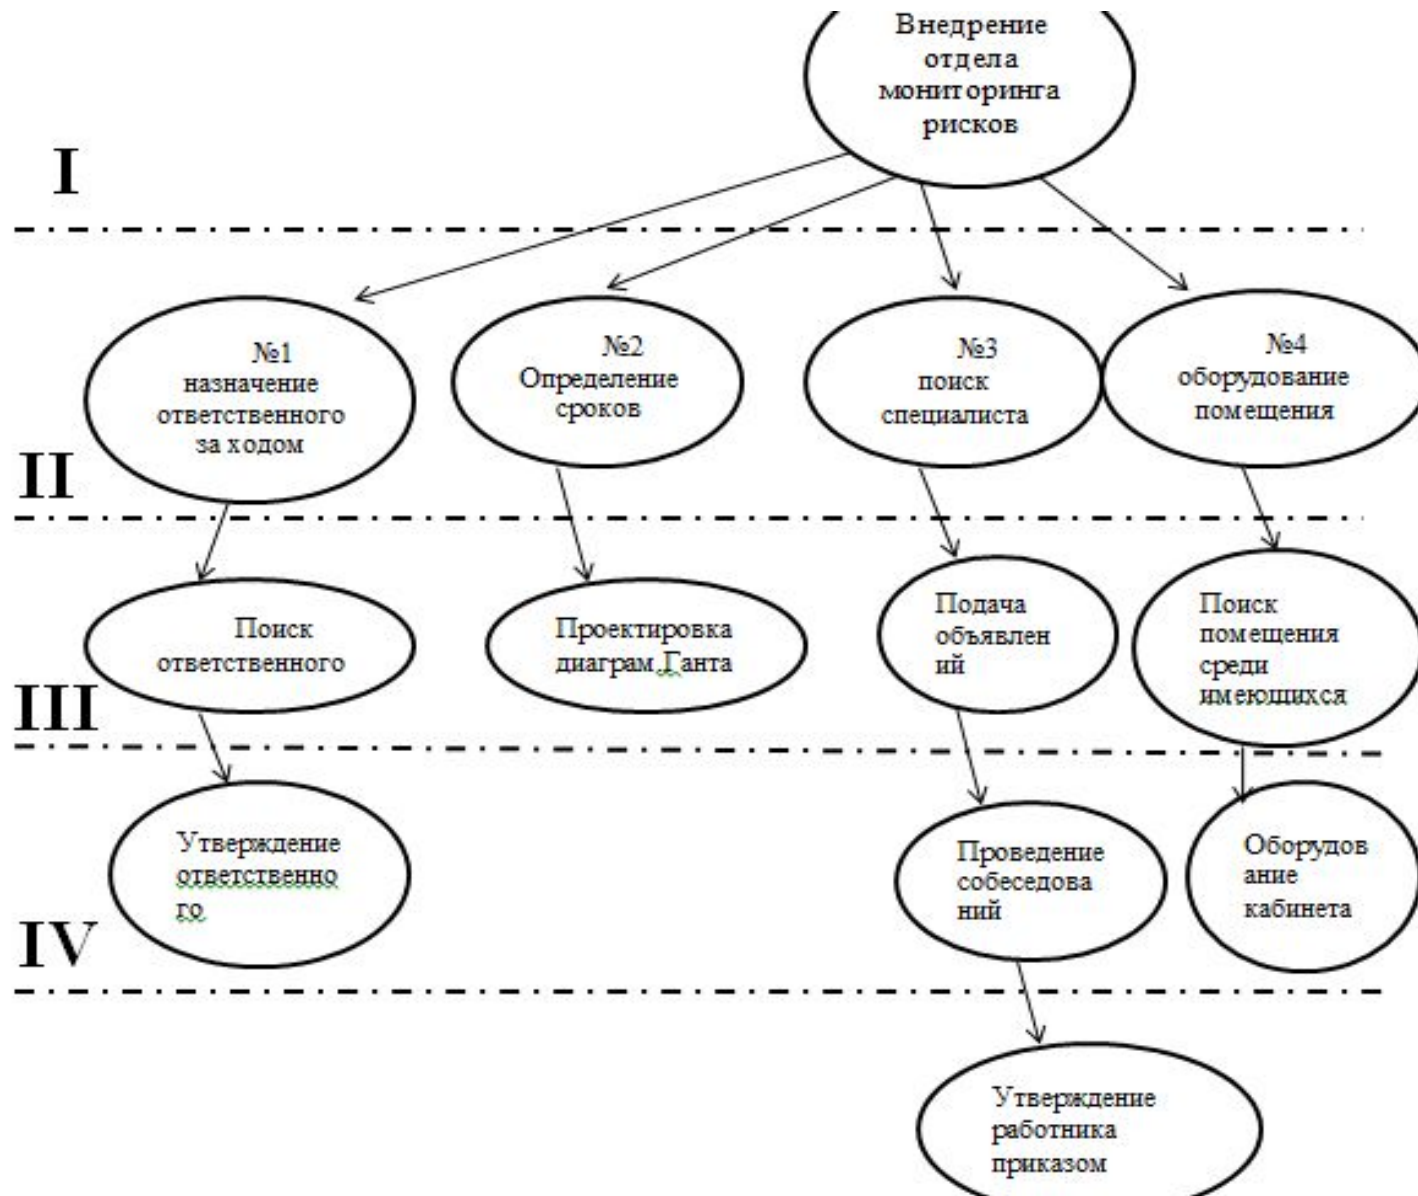 Внедрение
отдела
мониторинга
рисков
I
№1
назначение
ответственного
за ходом
№2
Определение
сроков
№3
поиск
специалиста
№4
оборудование
помещения
II
Поиск
ответственного
Проектировка
диаграм.Ганта
Подача
объявлен
ий
Поиск
помещения
среди
имеющихся
III
Утверждение
ответственно
го
Проведение
собеседова
ний
Оборудов
ание
кабинета
IV
Утверждение
работника
приказом